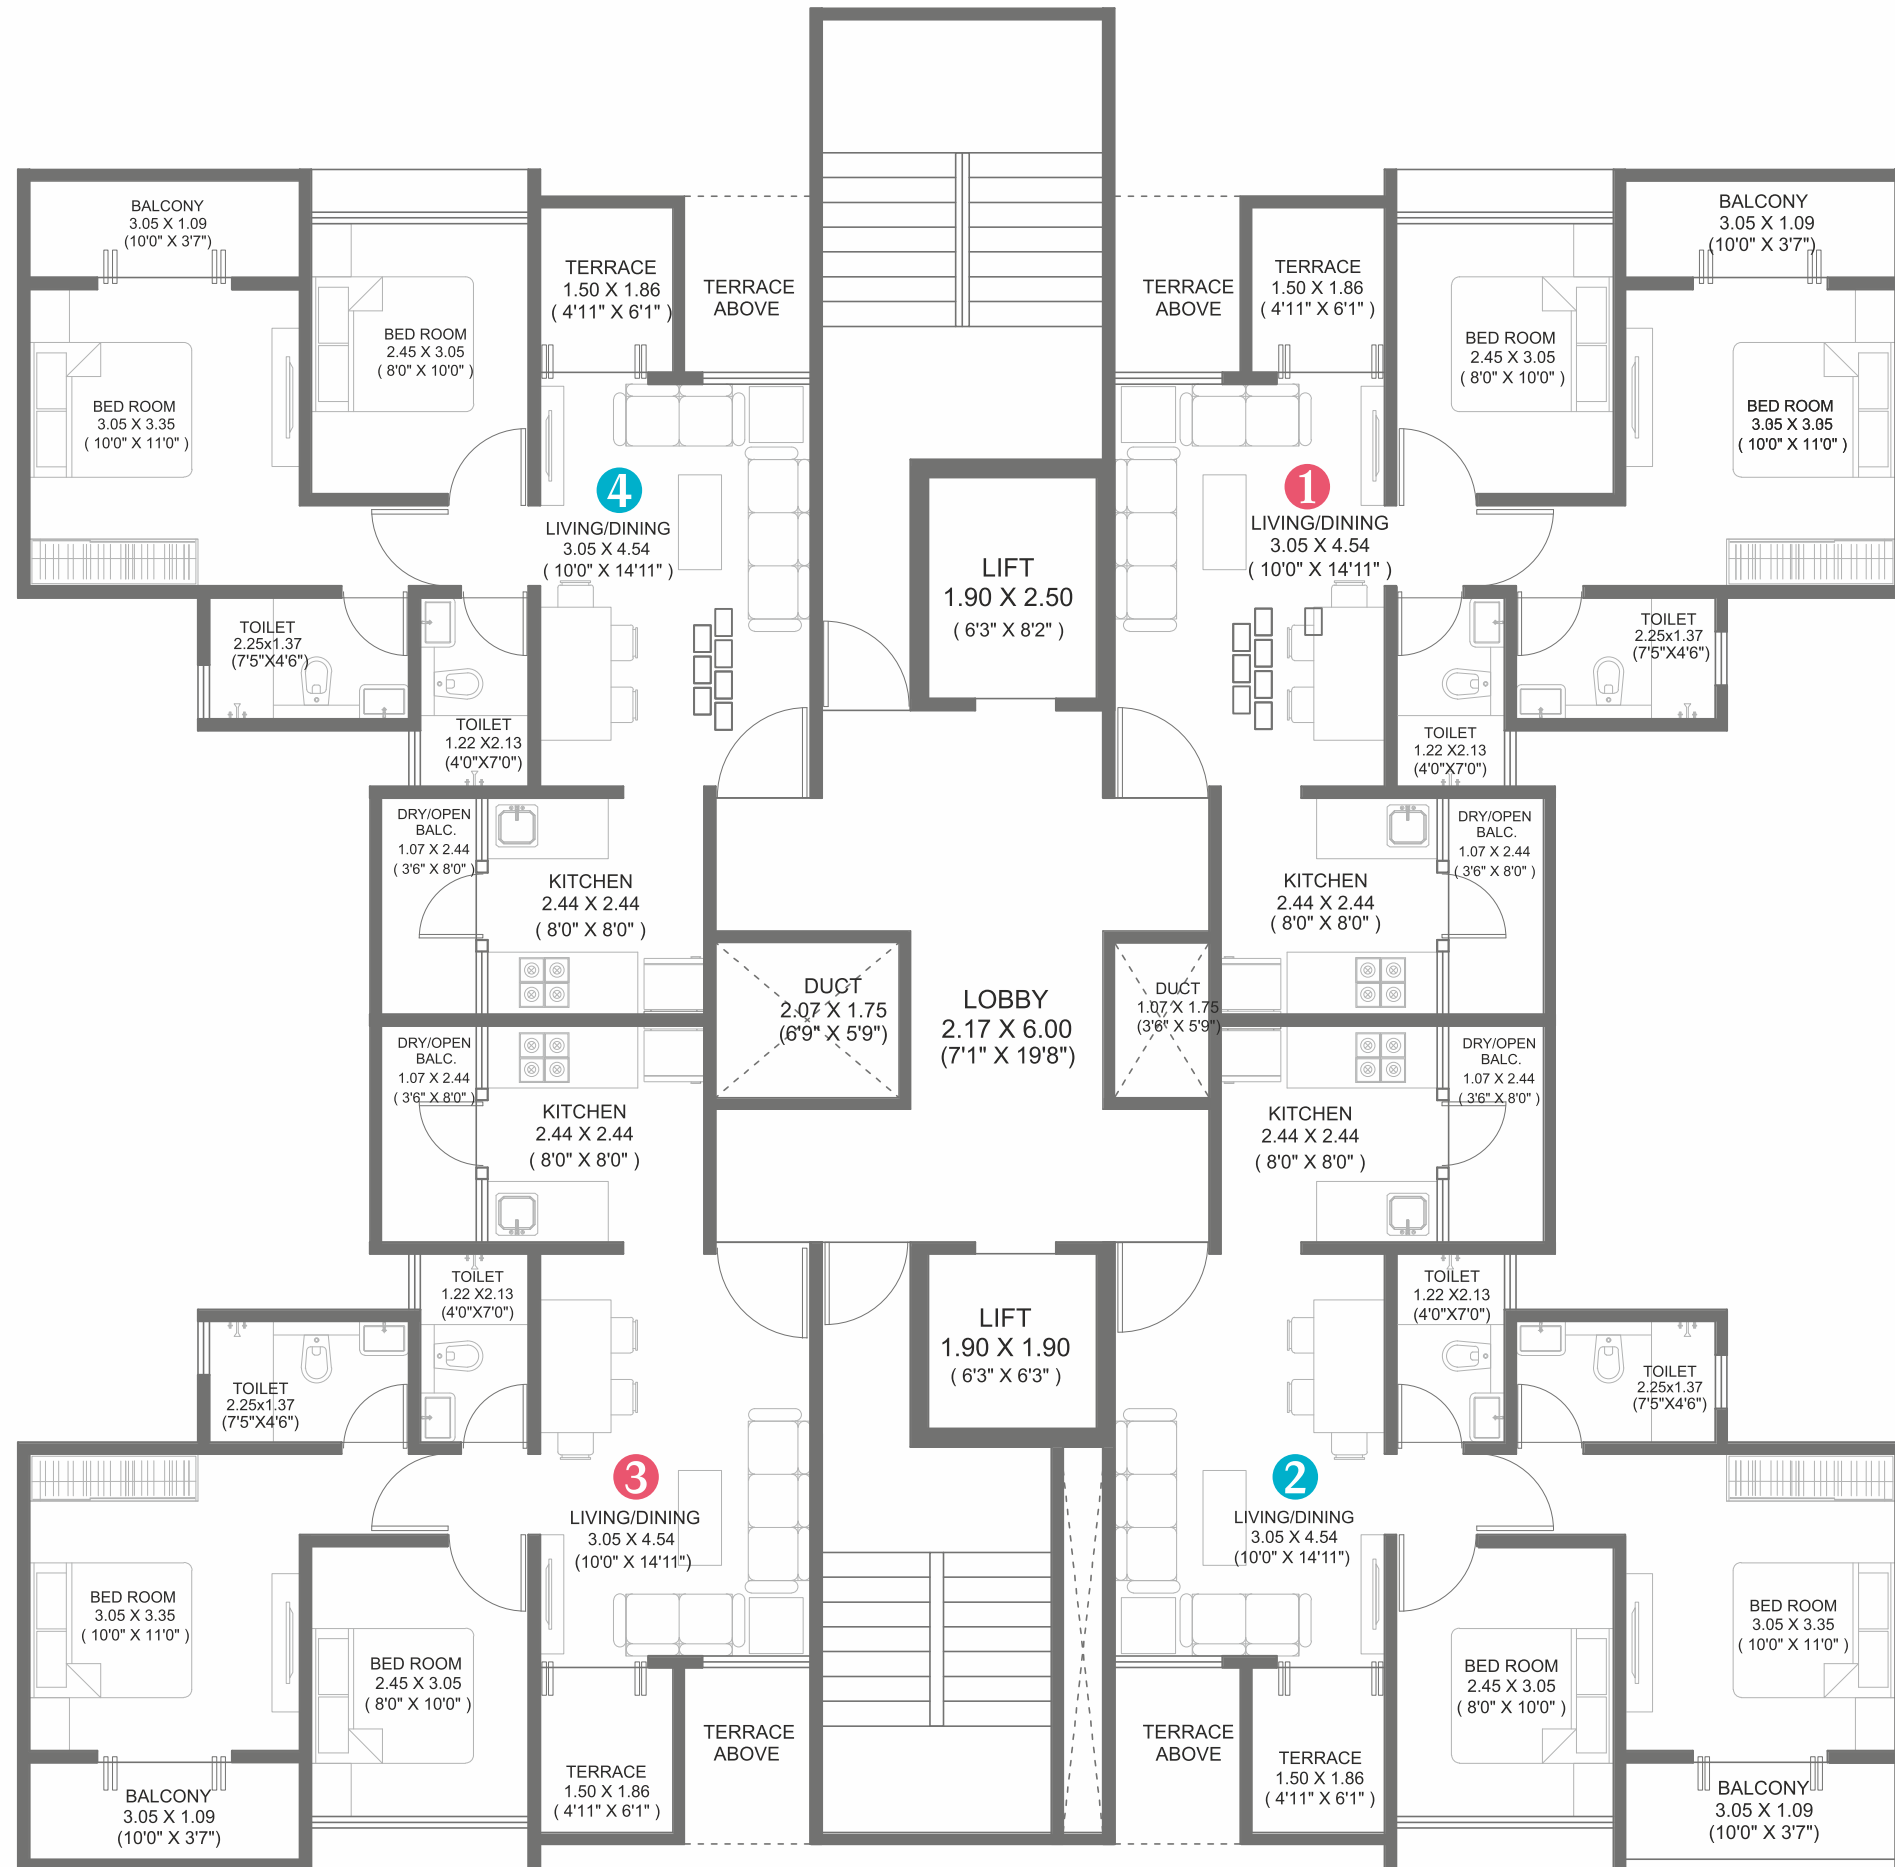 BALCONY
3.05 X 1.09
(10'0" X 3'7")
BED ROOM
3.05 X 3.35
( 10'0" X 11'0" )
BED ROOM
2.45 X 3.05
( 8'0" X 10'0" )
TERRACE
1.50 X 1.86
( 4'11" X 6'1" )
TERRACE
ABOVE
4
LIVING/DINING
3.05 X 4.54
( 10'0" X 14'11" )
TOILET
2.25x1.37
(7'5"X4'6")
TOILET
1.22 X2.13
(4'0"X7'0")
DRY/OPEN
BALC.
1.07 X 2.44
( 3'6" X 8'0" )
KITCHEN
2.44 X 2.44
( 8'0" X 8'0" )
LIFT
1.90 X 2.50
( 6'3" X 8'2" )
TERRACE
ABOVE
TERRACE
1.50 X 1.86
( 4'11" X 6'1" )
BED ROOM
2.45 X 3.05
( 8'0" X 10'0" )
BALCONY
3.05 X 1.09
(10'0" X 3'7")
BED ROOM
3.05 X 3.05
( 10'0" X 11'0" )
1
LIVING/DINING
3.05 X 4.54
( 10'0" X 14'11" )
TOILET
2.25x1.37
(7'5"X4'6")
TOILET
1.22 X2.13
(4'0"X7'0")
DRY/OPEN
BALC.
1.07 X 2.44
( 3'6" X 8'0" )
KITCHEN
2.44 X 2.44
( 8'0" X 8'0" )
DUCT
2.07 X 1.75
(6'9" X 5'9")
LOBBY
2.17 X 6.00
(7'1" X 19'8")
DUCT
1.07 X 1.75
(3'6" X 5'9")
DRY/OPEN
BALC.
1.07 X 2.44
( 3'6" X 8'0" )
KITCHEN
2.44 X 2.44
( 8'0" X 8'0" )
TOILET
1.22 X2.13
(4'0"X7'0")
TOILET
2.25x1.37
(7'5"X4'6")
3
LIVING/DINING
3.05 X 4.54
(10'0" X 14'11")
BED ROOM
3.05 X 3.35
( 10'0" X 11'0" )
BED ROOM
2.45 X 3.05
( 8'0" X 10'0" )
BALCONY
3.05 X 1.09
(10'0" X 3'7")
TERRACE
1.50 X 1.86
( 4'11" X 6'1" )
TERRACE
ABOVE
LIFT
1.90 X 1.90
( 6'3" X 6'3" )
KITCHEN
2.44 X 2.44
( 8'0" X 8'0" )
DRY/OPEN
BALC.
1.07 X 2.44
( 3'6" X 8'0" )
TOILET
1.22 X2.13
(4'0"X7'0")
TOILET
2.25x1.37
(7'5"X4'6")
2
LIVING/DINING
3.05 X 4.54
(10'0" X 14'11")
BED ROOM
3.05 X 3.35
( 10'0" X 11'0" )
BED ROOM
2.45 X 3.05
( 8'0" X 10'0" )
TERRACE
ABOVE
TERRACE
1.50 X 1.86
( 4'11" X 6'1" )
BALCONY
3.05 X 1.09
(10'0" X 3'7")